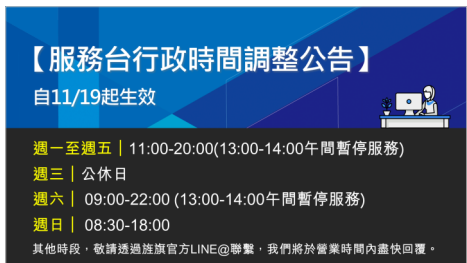 【服務台行政時間調整公告】
自11/19起生效
週一至週五｜11:00-20:00(13:00-14:00午間暫停服務)
週三｜公休日
週六｜ 09:00-22:00 (13:00-14:00午間暫停服務)
週日｜ 08:30-18:00
其他時段，敬請透過旌旗官方LINE@聯繫，我們將於營業時間內盡快回覆。